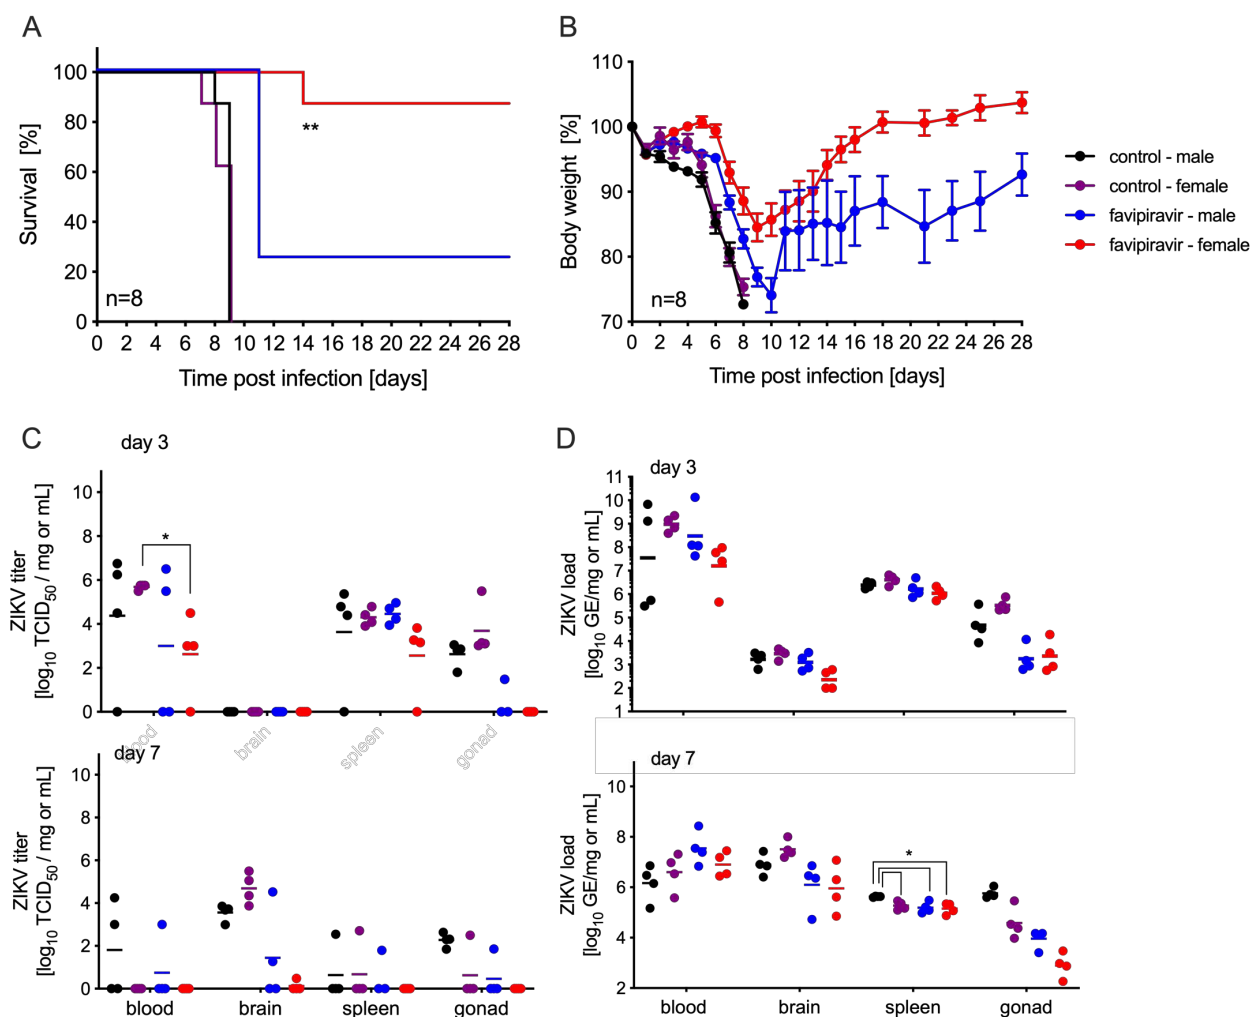 A
B
Survival [%]
100
80
60
40
20
0
**
n=8
0 2 4 6 8 10 12 14 16 18 20 22 24 26 28
Time post infection [days]
Body weight [%]
110
100
90
80
70
n=8
0 2 4 6 8 10 12 14 16 18 20 22 24 26 28
Time post infection [days]
control - male
control - female
favipiravir - male
favipiravir - female
C
day 3
ZIKV titer
[log10 TCID50/ mg or mL]
10
8
6
4
2
0
*
blood brain spleen gonad
day 7
ZIKV titer
[log10 TCID50/ mg or mL]
10
8
6
4
2
0
blood brain spleen gonad
D
day 3
ZIKV load
[log10 GE/mg or mL]
11
10
9
8
7
6
5
4
3
2
1
day 7
ZIKV load
[log10 GE/mg or mL]
10
8
6
4
2
*
blood brain spleen gonad